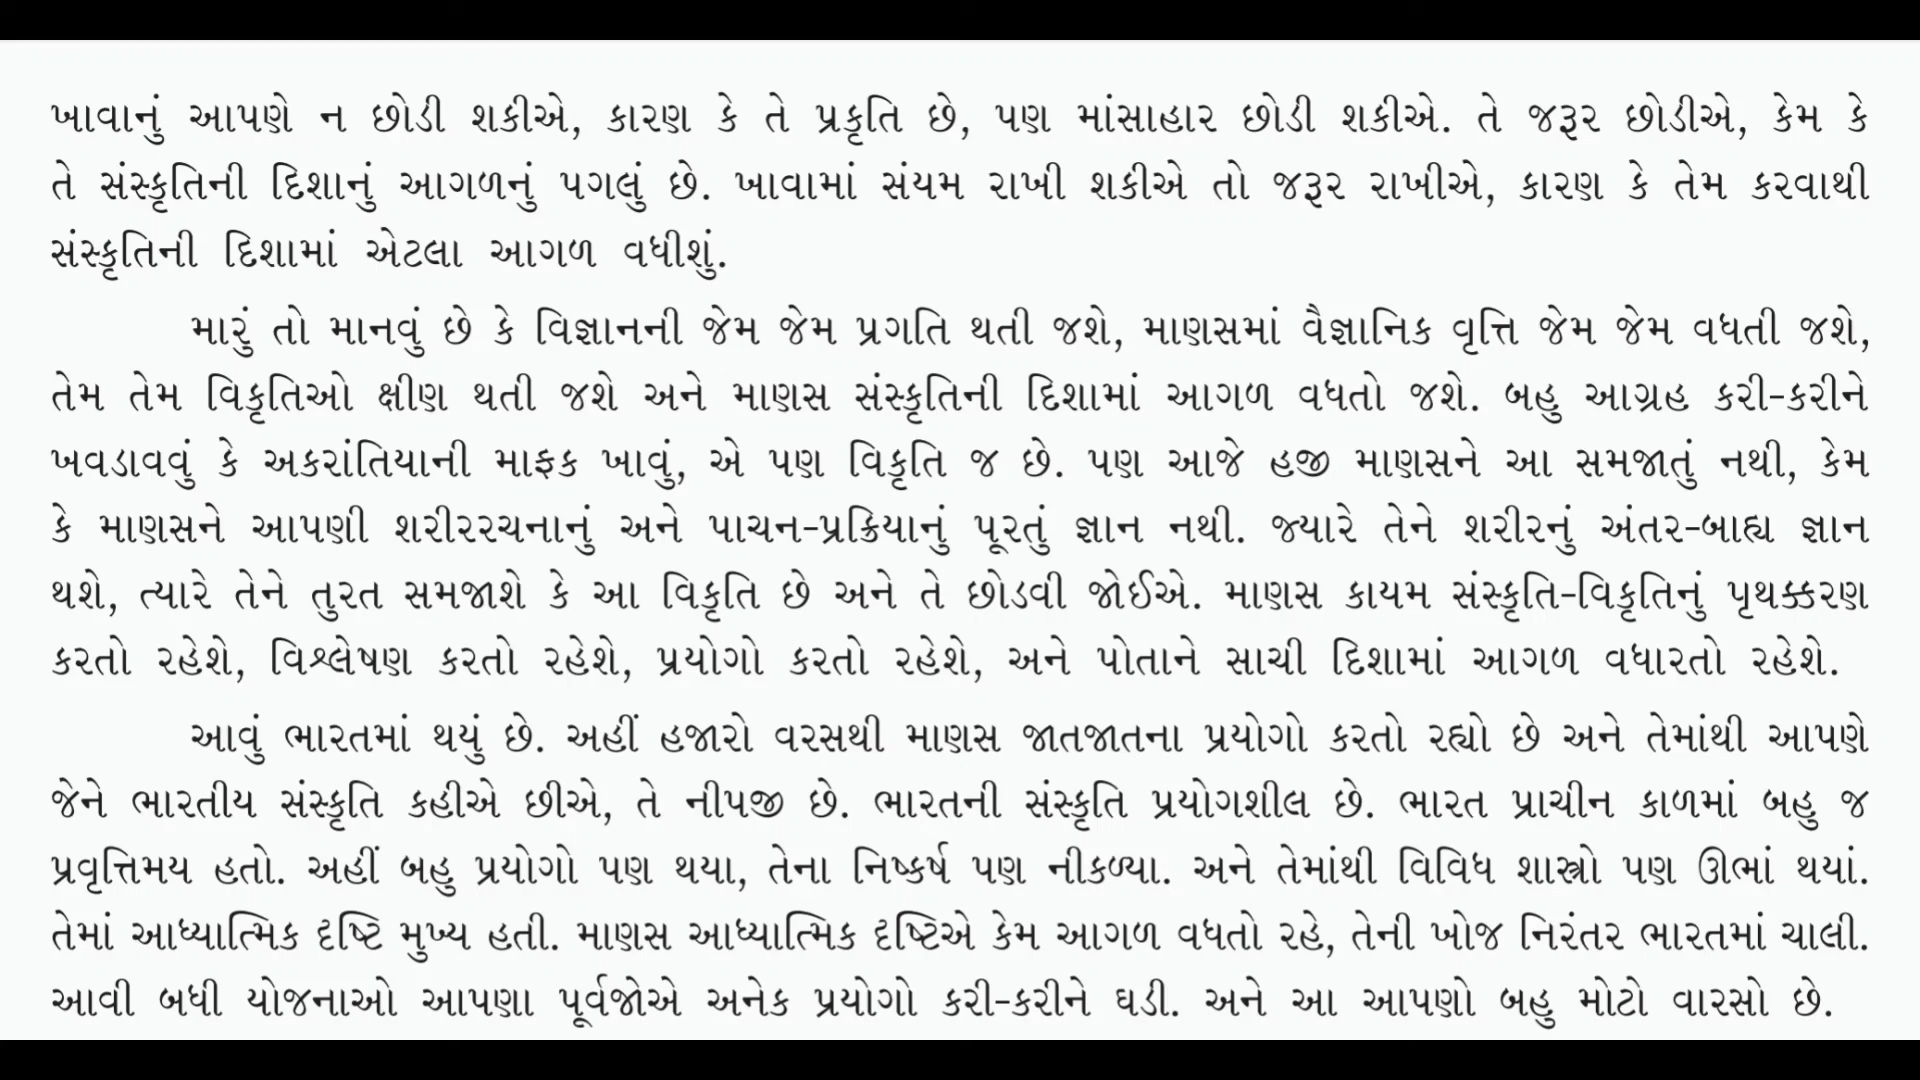 ખાવાનું આપણે ન છોડી શકીએ, કારણ કે તે પ્રકૃતિ છે, પણ માંસાહાર છોડી શકીએ. તે જરૂર છોડીએ, કેમ કે
તે સંસ્કૃતિની દિશાનું આગળનું પગલું છે. ખાવામાં સંયમ રાખી શકીએ તો જરૂર રાખીએ, કારણ કે તેમ કરવાથી
સંસ્કૃતિની દિશામાં એટલા આગળ વધીશું.
મારું તો માનવું છે કે વિજ્ઞાનની જેમ જેમ પ્રગતિ થતી જશે, માણસમાં વૈજ્ઞાનિક વૃત્તિ જેમ જેમ વધતી જશે,
તેમ તેમ વિકૃતિઓ ક્ષીણ થતી જશે અને માણસ સંસ્કૃતિની દિશામાં આગળ વધતો જશે. બહુ આગ્રહ કરી-કરીને
ખવડાવવું કે અકરાંતિયાની માફક ખાવું, એ પણ વિકૃતિ જ છે. પણ આજે હજી માણસને આ સમજાતું નથી, કેમ
કે માણસને આપણી શરીરરચનાનું અને પાચન-પ્રક્રિયાનું પૂરતું જ્ઞાન નથી. જ્યારે તેને શરીરનું અંતર-બાહ્ય જ્ઞાન
થશે, ત્યારે તેને તુરત સમજાશે કે આ વિકૃતિ છે અને તે છોડવી જોઈએ. માણસ કાયમ સંસ્કૃતિ-વિકૃતિનું પૃથક્કરણ
કરતો રહેશે, વિશ્લેષણ કરતો રહેશે, પ્રયોગો કરતો રહેશે, અને પોતાને સાચી દિશામાં આગળ વધારતો રહેશે.
આવું ભારતમાં થયું છે. અહીં હજારો વરસથી માણસ જાતજાતના પ્રયોગો કરતો રહ્યો છે અને તેમાંથી આપણે
જેને ભારતીય સંસ્કૃતિ કહીએ છીએ, તે નીપજી છે. ભારતની સંસ્કૃતિ પ્રયોગશીલ છે. ભારત પ્રાચીન કાળમાં બહુ જ
પ્રવૃત્તિમય હતો. અહીં બહુ પ્રયોગો પણ થયા, તેના નિષ્કર્ષ પણ નીકળ્યા. અને તેમાંથી વિવિધ શાસ્ત્રો પણ ઊભાં થયાં.
તેમાં આધ્યાત્મિક દૃષ્ટિ મુખ્ય હતી. માણસ આધ્યાત્મિક દૃષ્ટિએ કેમ આગળ વધતો રહે, તેની ખોજ નિરંતર ભારતમાં ચાલી.
આવી બધી યોજનાઓ આપણા પૂર્વજોએ અનેક પ્રયોગો કરી-કરીને ઘડી. અને આ આપણો બહુ મોટો વારસો છે.